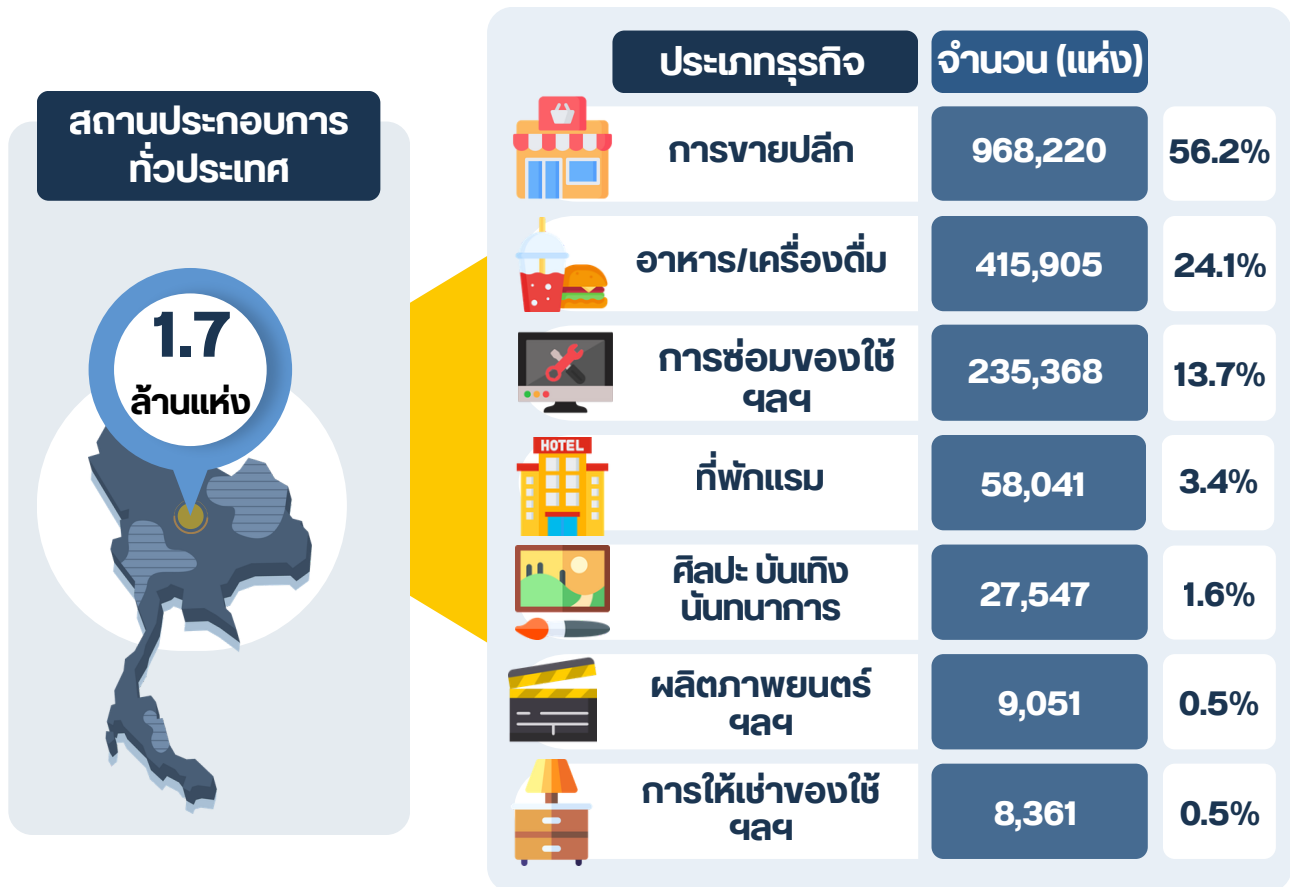 สถานประกอบการ
ทั่วประเทศ
1.7
ล้านแห่ง
ประเภทธุรกิจ จำนวน (แห่ง)
การขายปลีก 968,220 56.2%
อาหาร/เครื่องดื่ม 415,905 24.1%
การซ่อมของใช้
ฯลฯ 235,368 13.7%
HOTEL
ที่พักแรม 58,041 3.4%
ศิลปะ บันเทิง
นันทนาการ 27,547 1.6%
ผลิตภาพยนตร์
ฯลฯ 9,051 0.5%
การให้เช่าของใช้
ฯลฯ 8,361 0.5%